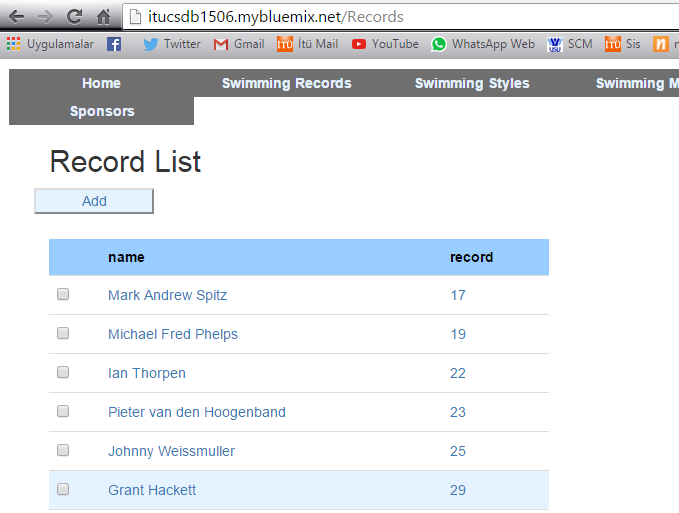 itucsdb1506.mybluemix.net/Records
Uygulamalar Twitter Gmail İTÜ İtü Mail YouTube WhatsApp Web SCM İTÜ Sis n
Home Swimming Records Swimming Styles Swimming M
Sponsors
Record List
Add
name record
Mark Andrew Spitz 17
Michael Fred Phelps 19
Ian Thorpen 22
Pieter van den Hoogenband 23
Johnny Weissmuller 25
Grant Hackett 29